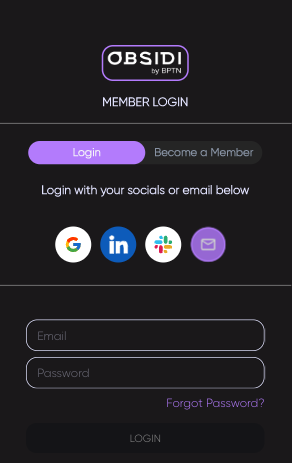 OBSIDI
by BPTN
MEMBER LOGIN
Login
Become a Member
Login with your socials or email below
in
Email
Password
Forgot Password?
LOGIN